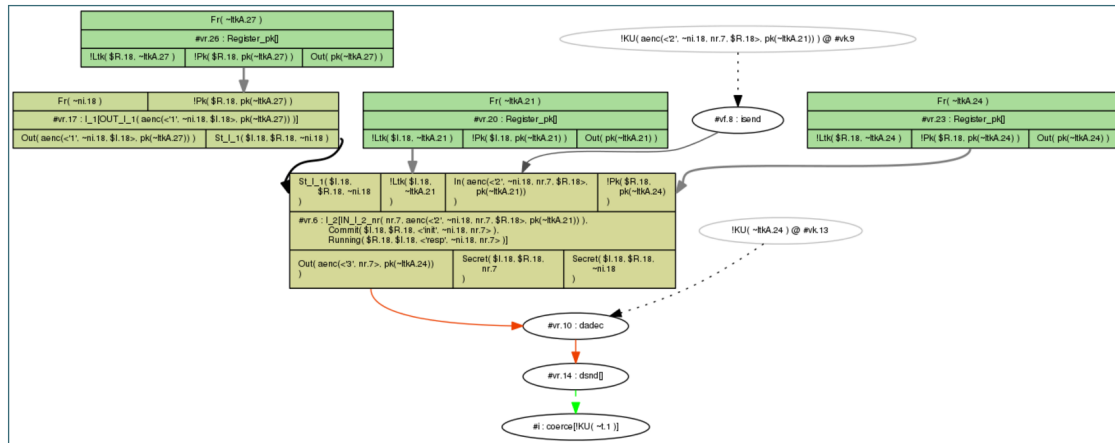 Fr( ~ltkA.27 )
#vr.26 : Register_pk[]
!Ltk( $R.18, ~ltkA.27 )
!Pk( $R.18, pk(~ltkA.27) )
Out( pk(~ltkA.27) )
!KU( aenc(<'2', ~ni.18, nr.7, $R.18>, pk(~ltkA.21)) ) @ #vk.9
Fr( ~ni.18 )
!Pk( $R.18, pk(~ltkA.27) )
#vr.17 : I_1[OUT_I_1( aenc(<'1', ~ni.18, $I.18>, pk(~ltkA.27)) )]
Out( aenc(<'1', ~ni.18, $I.18>, pk(~ltkA.27)) )
St_I_1( $I.18, $R.18, ~ni.18 )
Fr( ~ltkA.21 )
#vr.20 : Register_pk[]
!Ltk( $I.18, ~ltkA.21 )
!Pk( $I.18, pk(~ltkA.21) )
Out( pk(~ltkA.21) )
#vf.8 : isend
Fr( ~ltkA.24 )
#vr.23 : Register_pk[]
!Ltk( $R.18, ~ltkA.24 )
!Pk( $R.18, pk(~ltkA.24) )
Out( pk(~ltkA.24) )
St_I_1( $I.18,
$R.18, ~ni.18
)
!Ltk( $I.18,
~ltkA.21
)
In( aenc(<'2', ~ni.18, nr.7, $R.18>,
pk(~ltkA.21))
)
!Pk( $R.18,
pk(~ltkA.24)
)
#vr.6 : I_2[IN_I_2_nr( nr.7, aenc(<'2', ~ni.18, nr.7, $R.18>, pk(~ltkA.21)) ),
Commit( $I.18, $R.18, <'init', ~ni.18, nr.7> ),
Running( $R.18, $I.18, <'resp', ~ni.18, nr.7> )]
Out( aenc(<'3', nr.7>, pk(~ltkA.24))
)
Secret( $I.18, $R.18,
nr.7
)
Secret( $I.18, $R.18,
~ni.18
)
!KU( ~ltkA.24 ) @ #vk.13
#vr.10 : dadec
#vr.14 : dsnd[]
#i : coerce[!KU( ~t.1 )]